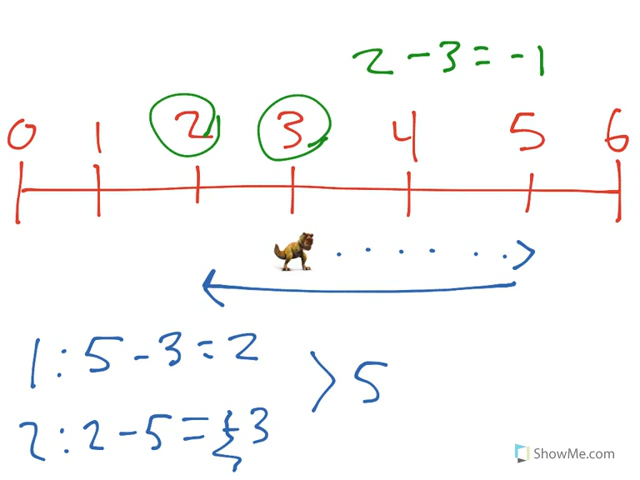 2 - 3 = -1
0 1 2 3 4 5 6
1 : 5 - 3 = 2
> 5
2 : 2 - 5 = - 3
ShowMe.com